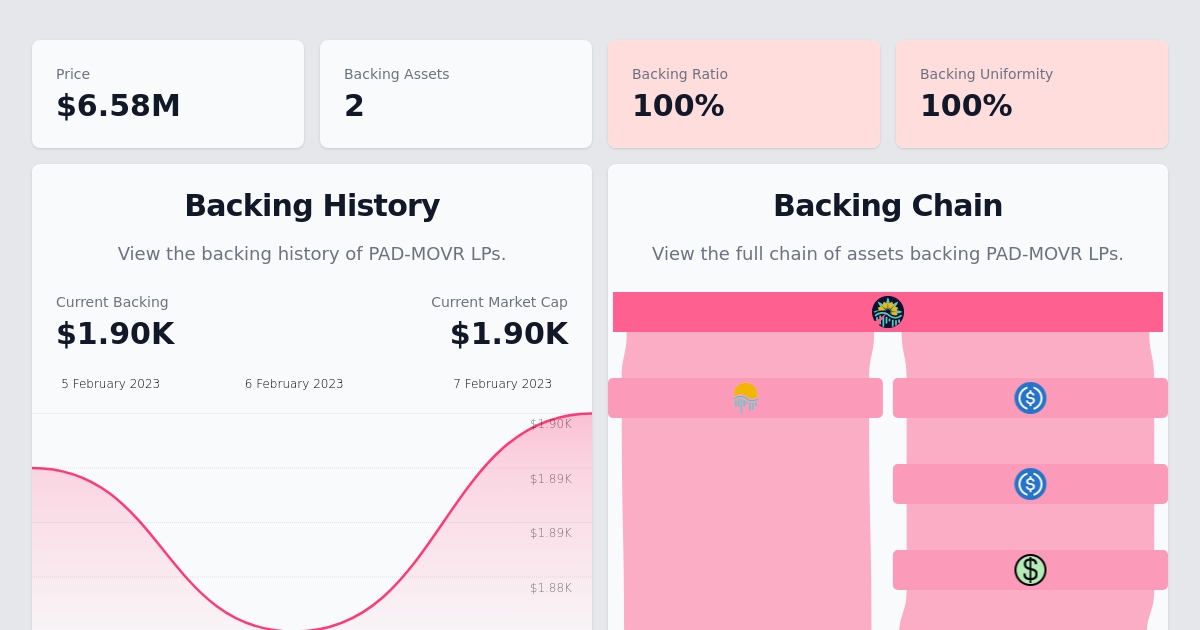 Price
$6.58M
Backing Assets
2
Backing Ratio
100%
Backing Uniformity
100%
Backing History
View the backing history of PAD-MOVR LPs.
Current Backing
$1.90K
Current Market Cap
$1.90K
5 February 2023
6 February 2023
7 February 2023
$1.90K
$1.89K
$1.89K
$1.88K
Backing Chain
View the full chain of assets backing PAD-MOVR LPs.
$
$
$